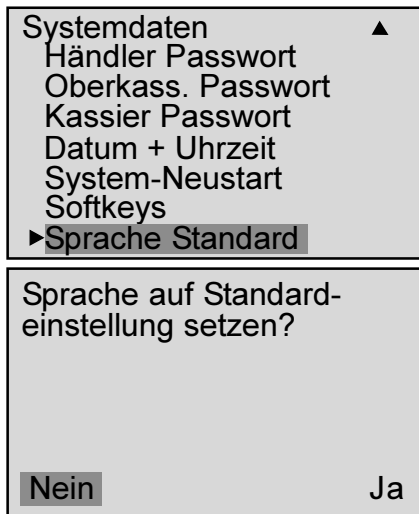 Systemdaten
Händler Passwort
Oberkass. Passwort
Kassier Passwort
Datum + Uhrzeit
System-Neustart
Softkeys
Sprache Standard
Sprache auf Standard-
einstellung setzen?
Nein Ja